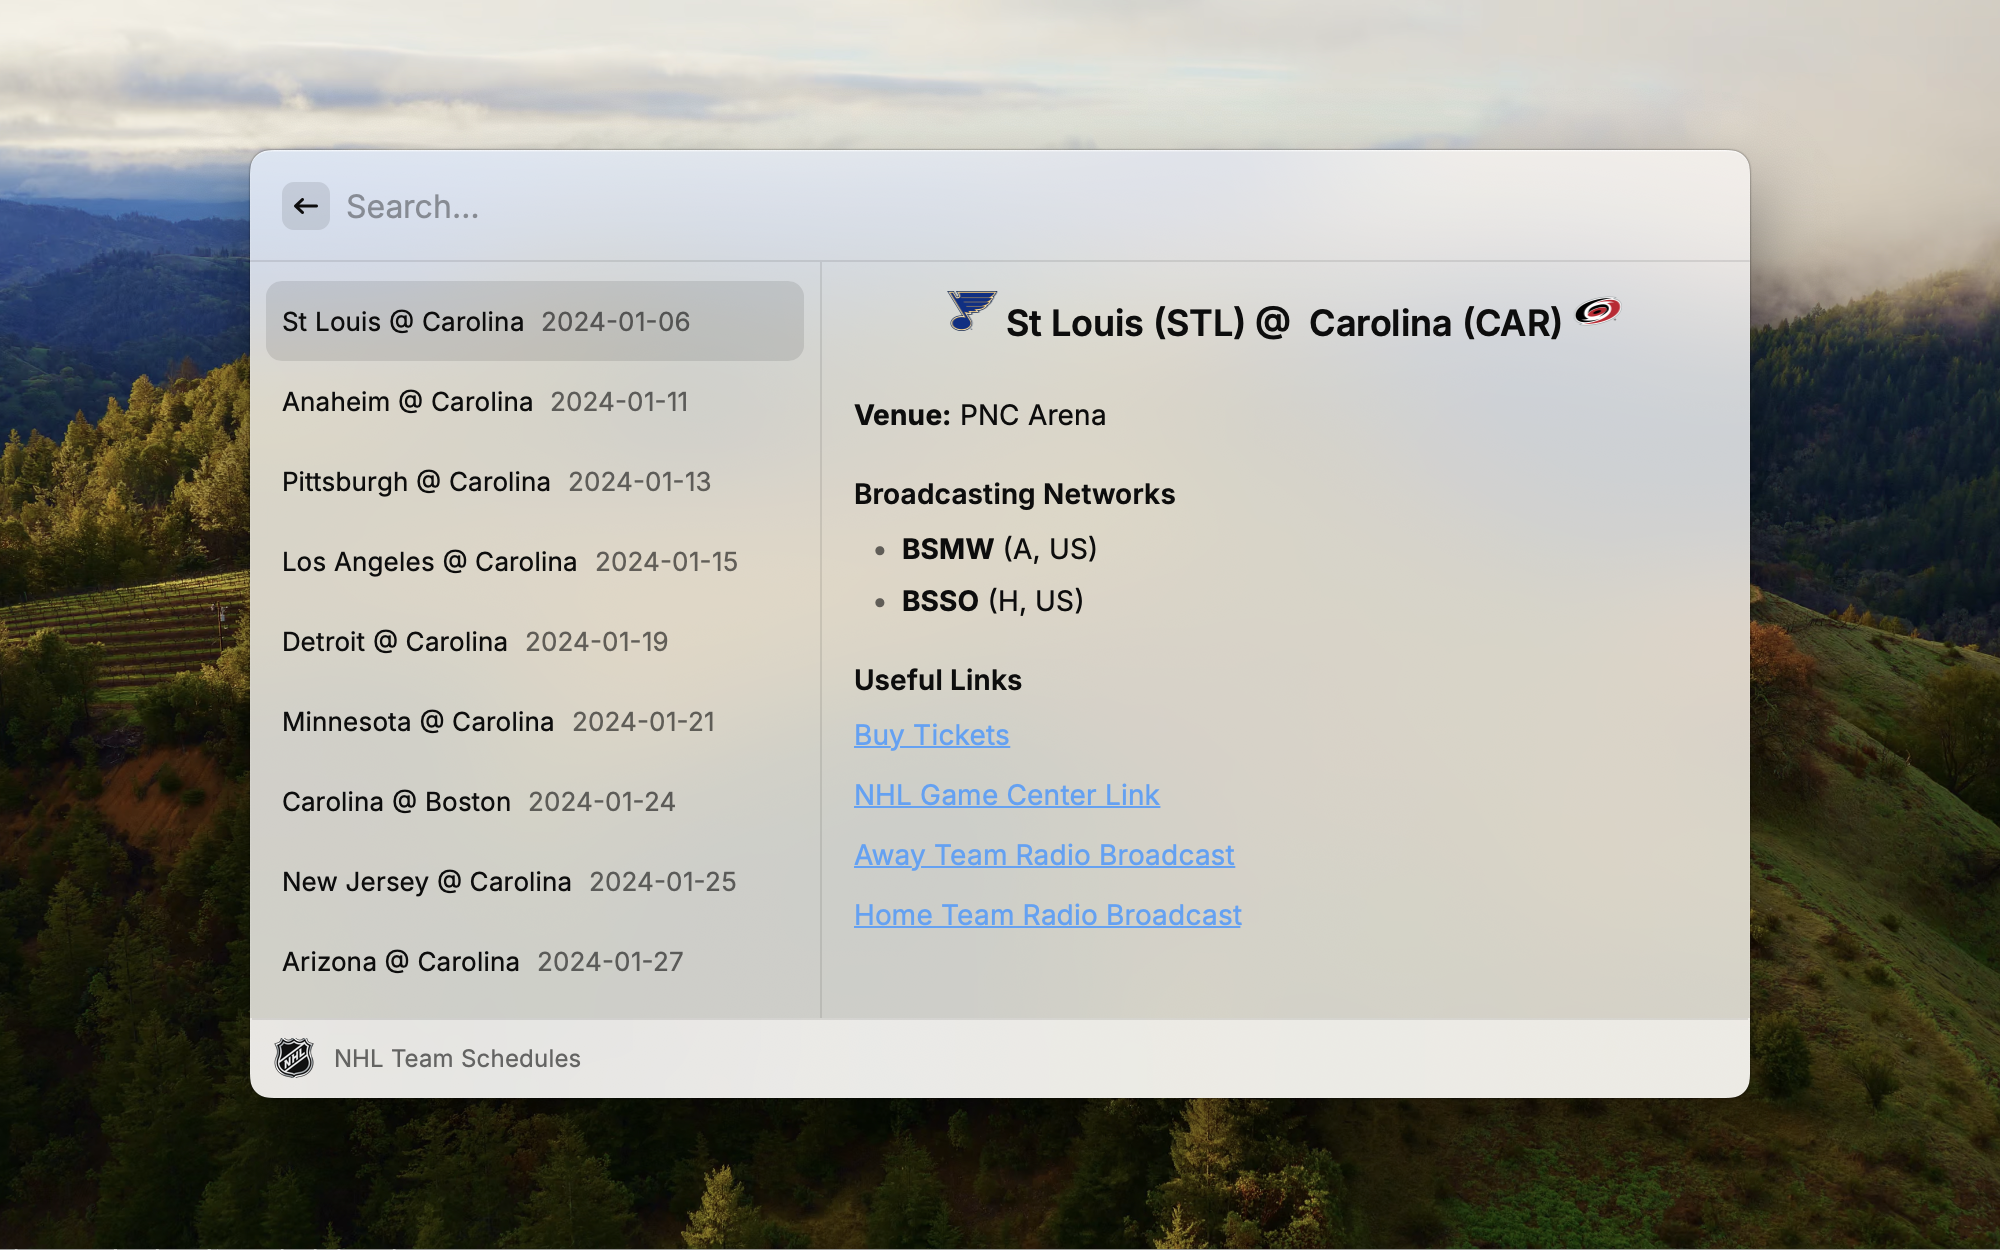 Search...
St Louis @ Carolina 2024-01-06
Anaheim @ Carolina 2024-01-11
Pittsburgh @ Carolina 2024-01-13
Los Angeles @ Carolina 2024-01-15
Detroit @ Carolina 2024-01-19
Minnesota @ Carolina 2024-01-21
Carolina @ Boston 2024-01-24
New Jersey @ Carolina 2024-01-25
Arizona @ Carolina 2024-01-27
St Louis (STL) @ Carolina (CAR)
Venue: PNC Arena
Broadcasting Networks
• BSMW (A, US)
• BSSO (H, US)
Useful Links
Buy Tickets
NHL Game Center Link
Away Team Radio Broadcast
Home Team Radio Broadcast
NHL
NHL Team Schedules